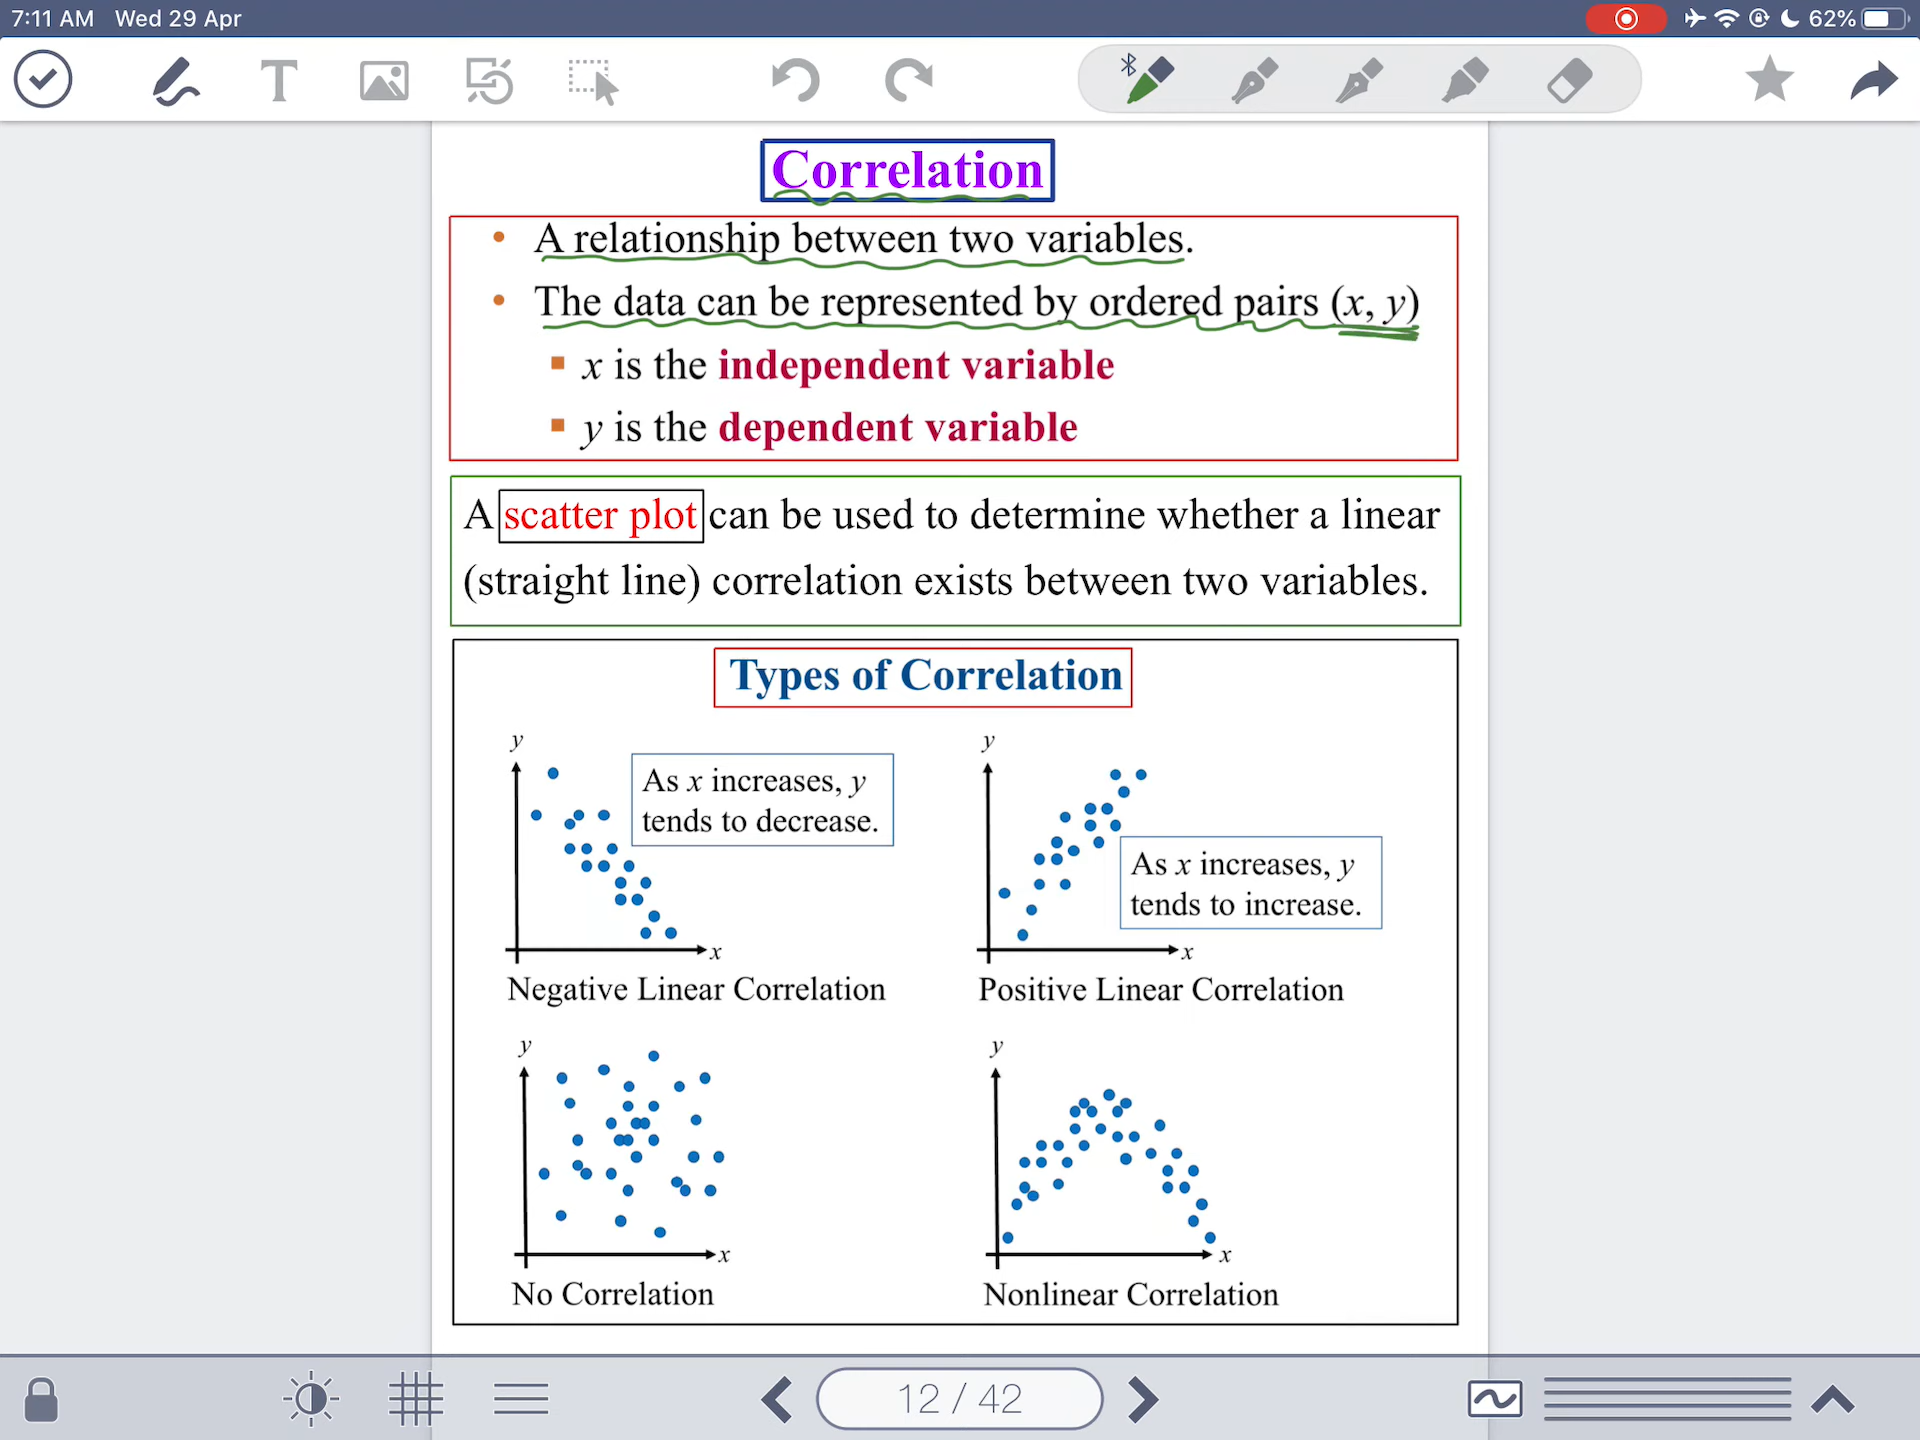 7:11 AM Wed 29 Apr
62%
T
Correlation
• A relationship between two variables.
• The data can be represented by ordered pairs (x, y)
▪ x is the independent variable
▪ y is the dependent variable
A scatter plot can be used to determine whether a linear
(straight line) correlation exists between two variables.
Types of Correlation
y
As x increases, y
tends to decrease.
x
Negative Linear Correlation
y
As x increases, y
tends to increase.
x
Positive Linear Correlation
y
x
No Correlation
y
x
Nonlinear Correlation
12 / 42